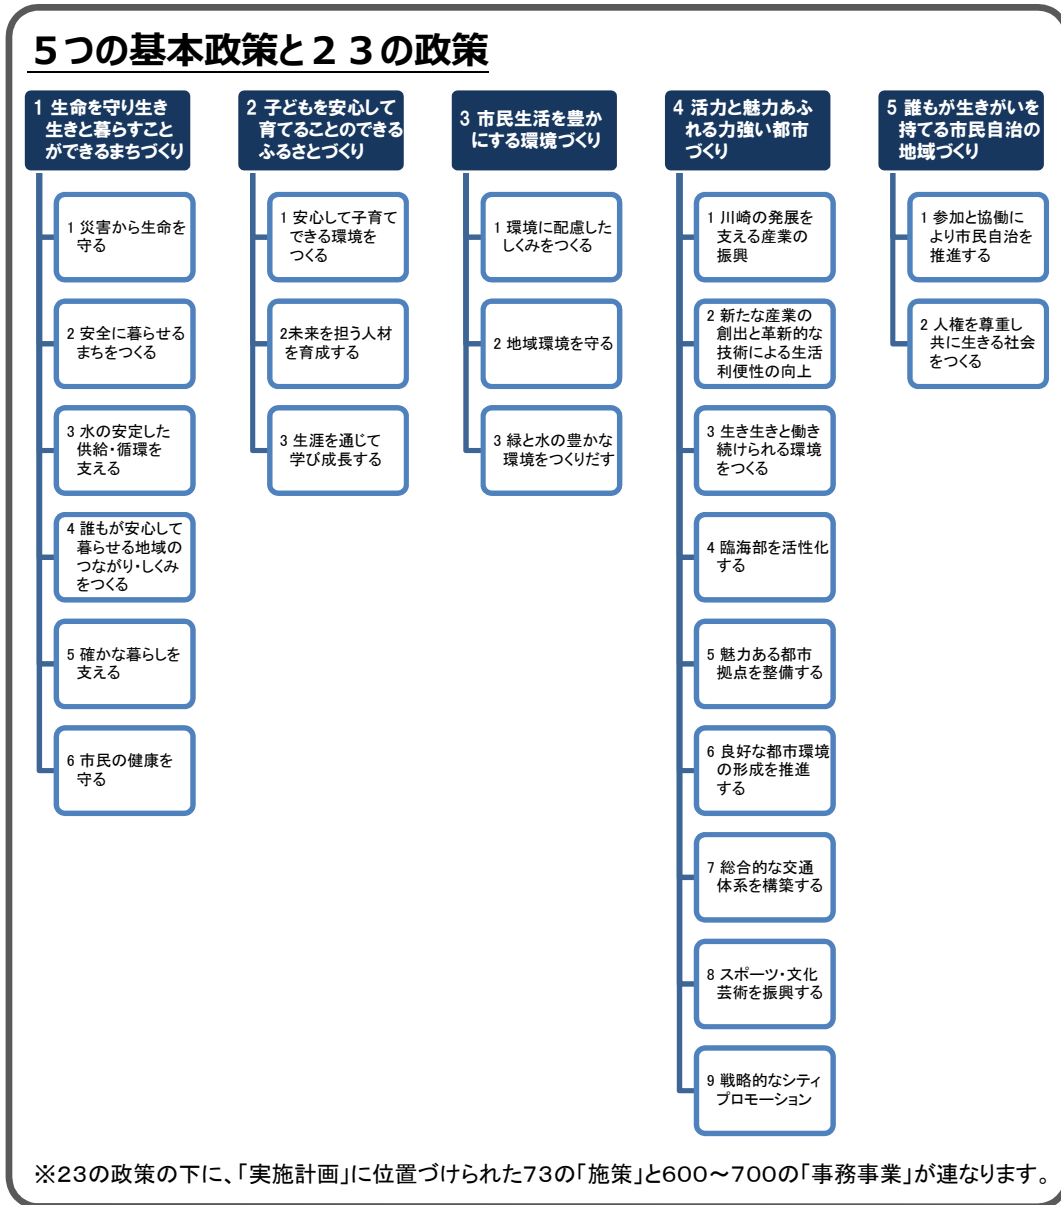 ５つの基本政策と２３の政策
1 生命を守り生き
生きと暮らすこと
ができるまちづくり
1 災害から生命を
守る
2 安全に暮らせる
まちをつくる
3 水の安定した
供給・循環を
支える
4 誰もが安心して
暮らせる地域の
つながり・しくみ
をつくる
5 確かな暮らしを
支える
6 市民の健康を
守る
2 子どもを安心して
育てることのできる
ふるさとづくり
1 安心して子育て
できる環境を
つくる
2未来を担う人材
を育成する
3 生涯を通じて
学び成長する
3 市民生活を豊か
にする環境づくり
1 環境に配慮した
しくみをつくる
2 地域環境を守る
3 緑と水の豊かな
環境をつくりだす
4 活力と魅力あふ
れる力強い都市
づくり
1 川崎の発展を
支える産業の
振興
2 新たな産業の
創出と革新的な
技術による生活
利便性の向上
3 生き生きと働き
続けられる環境
をつくる
4 臨海部を活性化
する
5 魅力ある都市
拠点を整備する
6 良好な都市環境
の形成を推進
する
7 総合的な交通
体系を構築する
8 スポーツ・文化
芸術を振興する
9 戦略的なシティ
プロモーション
5 誰もが生きがいを
持てる市民自治の
地域づくり
1 参加と協働に
より市民自治を
推進する
2 人権を尊重し
共に生きる社会
をつくる
※23の政策の下に、「実施計画」に位置づけられた73の「施策」と600～700の「事務事業」が連なります。